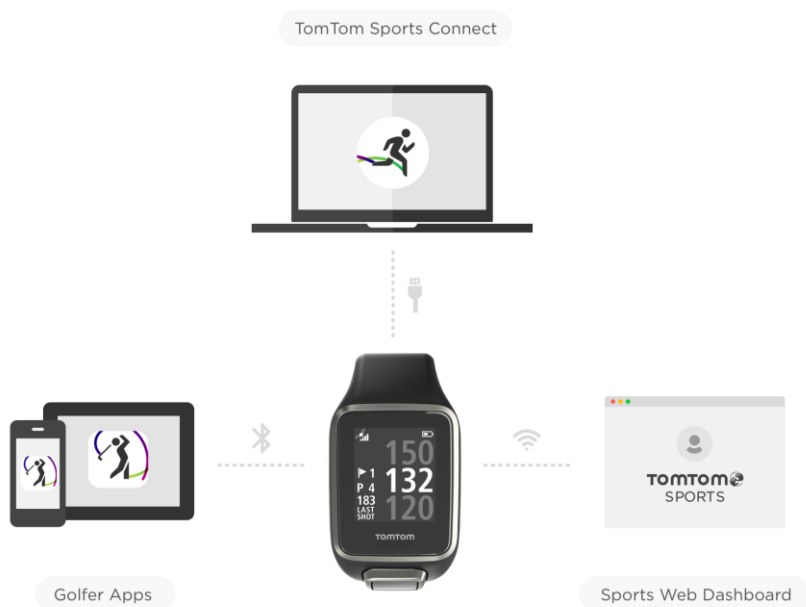 TomTom Sports Connect
150
1 132
P 4
183
LAST
SHOT
120
TOMTOM
TOMTOM
SPORTS
Golfer Apps
Sports Web Dashboard